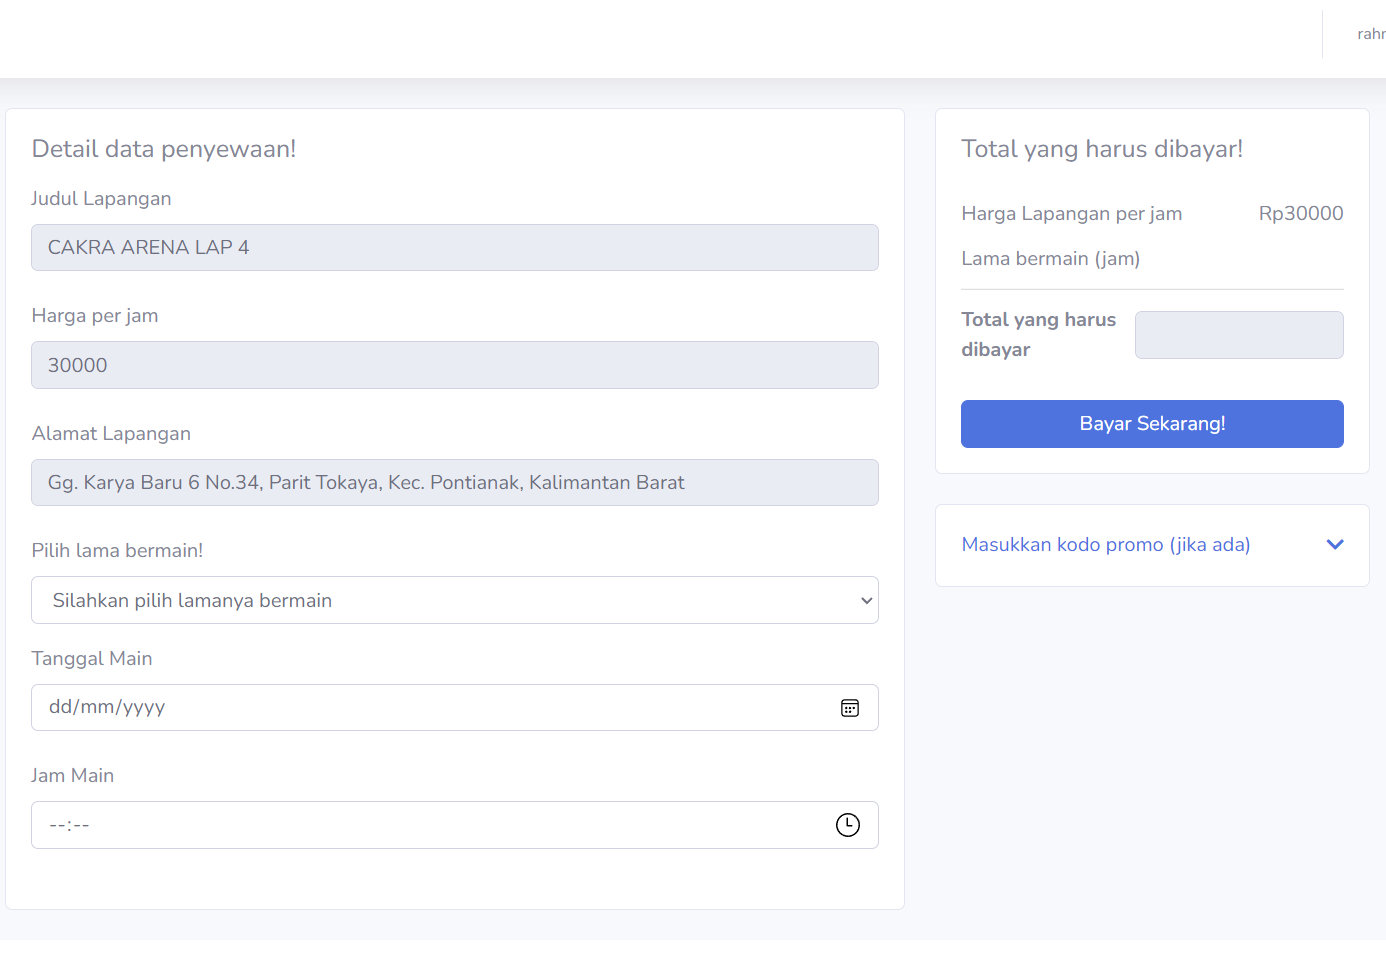 rahr
Detail data penyewaan!
Judul Lapangan
CAKRA ARENA LAP 4
Harga per jam
30000
Alamat Lapangan
Gg. Karya Baru 6 No.34, Parit Tokaya, Kec. Pontianak, Kalimantan Barat
Pilih lama bermain!
Silahkan pilih lamanya bermain
Tanggal Main
dd/mm/yyyy
Jam Main
--:--
Total yang harus dibayar!
Harga Lapangan per jam Rp30000
Lama bermain (jam)
Total yang harus
dibayar
Bayar Sekarang!
Masukkan kodo promo (jika ada)